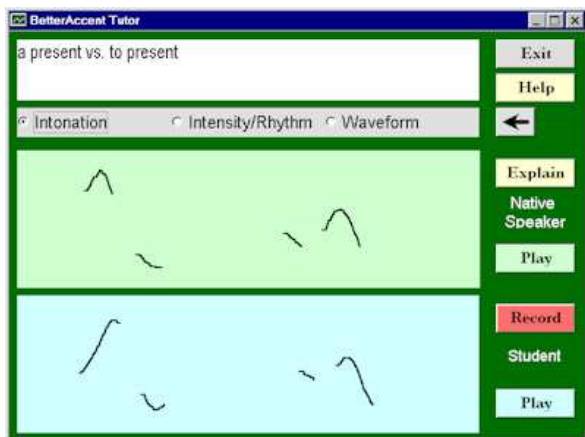 BetterAccent Tutor
a present vs. to present
Exit
Help
Intonation Intensity/Rhythm Waveform
Explain
Native
Speaker
Play
Record
Student
Play